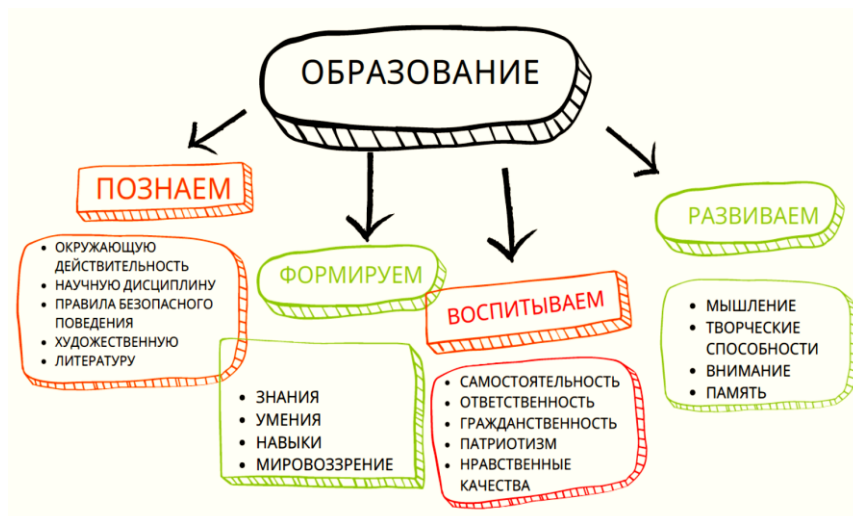 ОБРАЗОВАНИЕ
ПОЗНАЕМ
• ОКРУЖАЮЩУЮ
ДЕЙСТВИТЕЛЬНОСТЬ
• НАУЧНУЮ ДИСЦИПЛИНУ
• ПРАВИЛА БЕЗОПАСНОГО
ПОВЕДЕНИЯ
• ХУДОЖЕСТВЕННУЮ
• ЛИТЕРАТУРУ
ФОРМИРУЕМ
• ЗНАНИЯ
• УМЕНИЯ
• НАВЫКИ
• МИРОВОЗЗРЕНИЕ
ВОСПИТЫВАЕМ
• САМОСТОЯТЕЛЬНОСТЬ
• ОТВЕТСТВЕННОСТЬ
• ГРАЖДАНСТВЕННОСТЬ
• ПАТРИОТИЗМ
• НРАВСТВЕННЫЕ
КАЧЕСТВА
РАЗВИВАЕМ
• МЫШЛЕНИЕ
• ТВОРЧЕСКИЕ
СПОСОБНОСТИ
• ВНИМАНИЕ
• ПАМЯТЬ